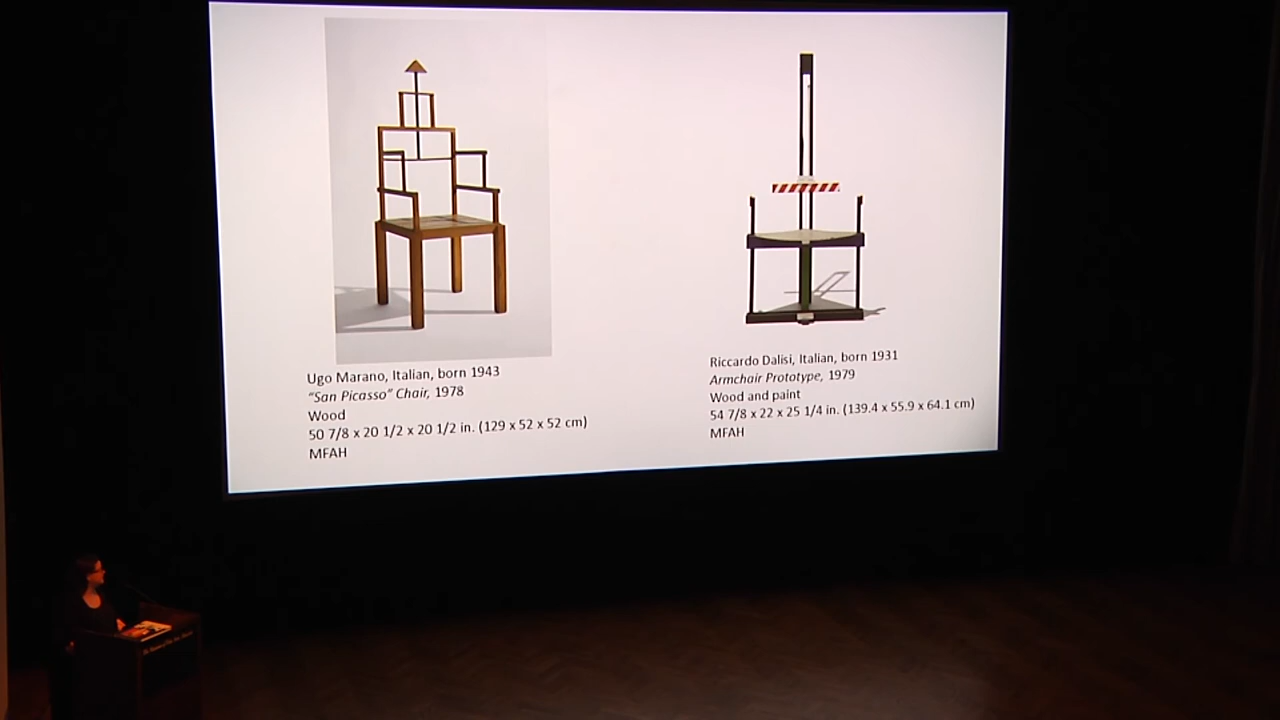 Ugo Marano, Italian, born 1943
“San Picasso” Chair, 1978
Wood
50 7/8 x 20 1/2 x 20 1/2 in. (129 x 52 x 52 cm)
MFAH
Riccardo Dalisi, Italian, born 1931
Armchair Prototype, 1979
Wood and paint
54 7/8 x 22 x 25 1/4 in. (139.4 x 55.9 x 64.1 cm)
MFAH